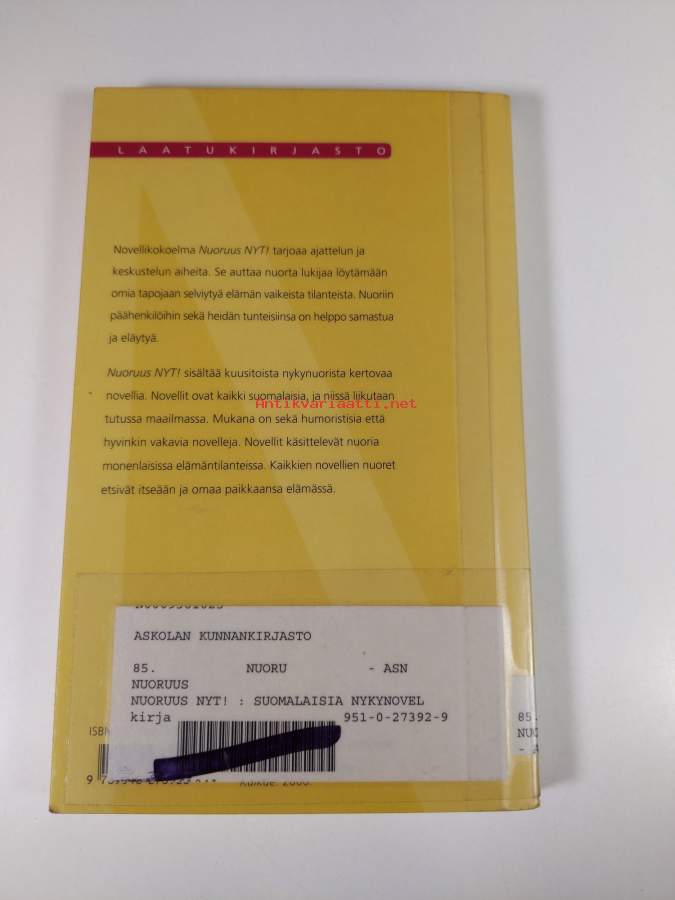 LAATUKIRJASTO
Novellikokoelma Nuoruus NYT! tarjoaa ajattelun ja
keskustelun aiheita. Se auttaa nuorta lukijaa löytämään
omia tapojaan selviytyä elämän vaikeista tilanteista. Nuoriin
päähenkilöihin sekä heidän tunteisiinsa on helppo samastua
ja eläytyä.
Nuoruus NYT! sisältää kuusitoista nykynuorista kertovaa
novellia. Novellit ovat kaikki suomalaisia, ja niissä liikutaan
Antikvariaatti.net
tutussa maailmassa. Mukana on sekä humoristisia että
hyvinkin vakavia novelleja. Novellit käsittelevät nuoria
monenlaisissa elämäntilanteissa. Kaikkien novellien nuoret
etsivät itseään ja omaa paikkaansa elämässä.
ASKOLAN KUNNANKIRJASTO
85. NUORU - ASN
NUORUUS
NUORUUS NYT! : SUOMALAISIA NYKYNOVEL
kirja 951-0-27392-9
ISBN
85.
NUO